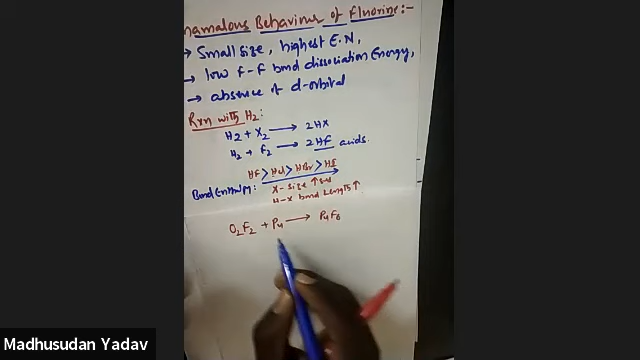 Anamalous Behaviour of Fluorine:-
→ Small size, highest E.N,
→ low F-F bond dissociation Energy,
→ absence of d-orbital
Rxn with H2
H2 + X2 → 2HX
H2 + F2 → 2HF acids.
HF > HCl > HBr > HI
Bond Enthalpy: X-size ↑
H-X bond length ↑
O2F2 + Pu → PuF6
Madhusudan Yadav